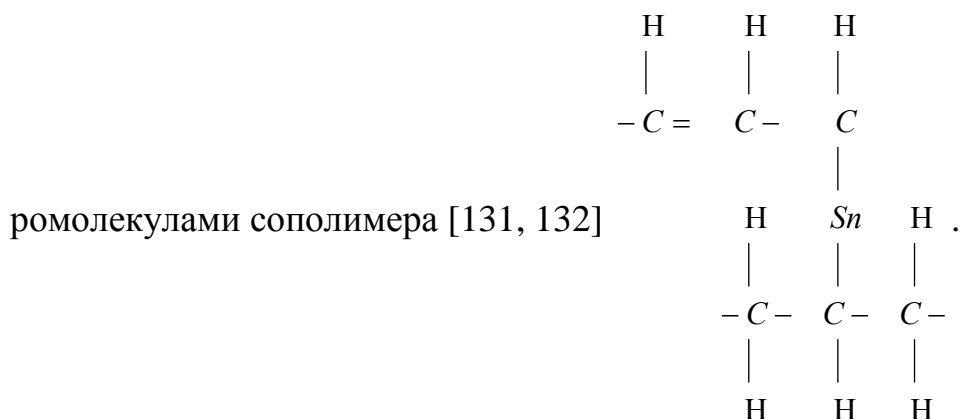 H H H
| | |
– C = C – C
|
ромолекулами сополимера [131, 132] H Sn H .
| | |
– C – C – C –
| | |
H H H